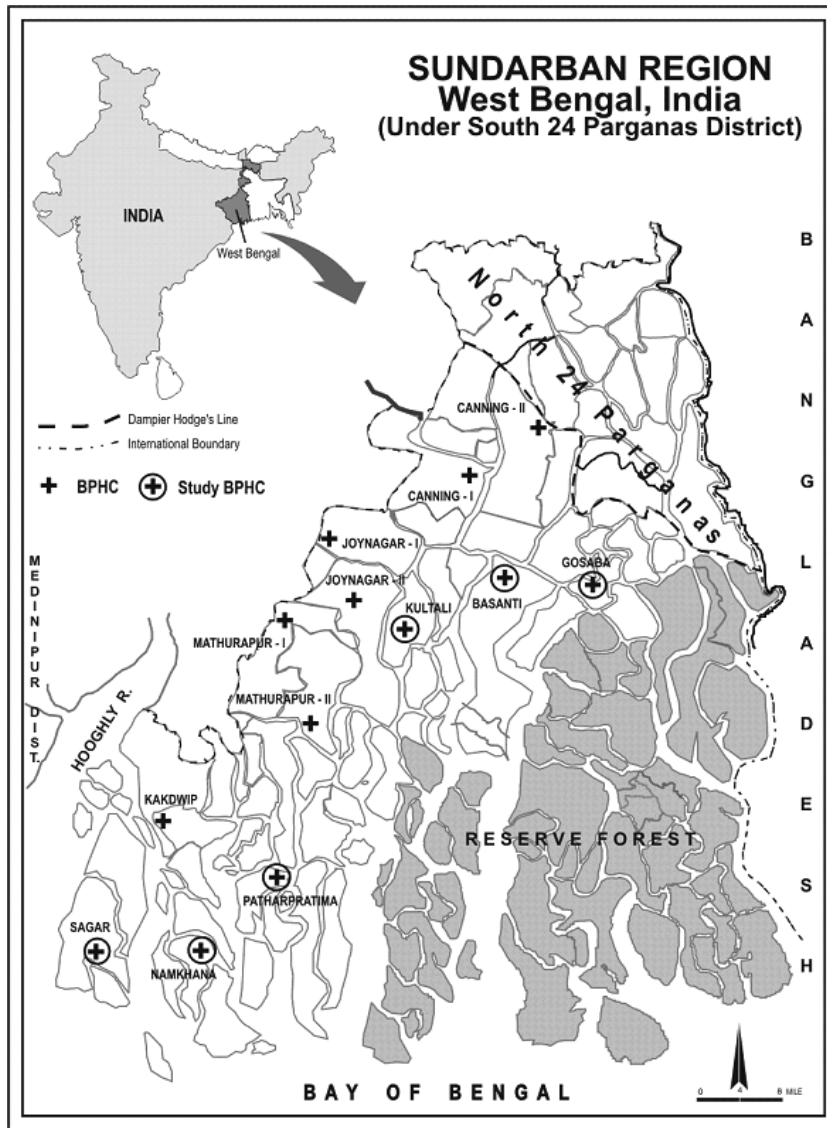 SUNDARBAN REGION
West Bengal, India
(Under South 24 Parganas District)
INDIA
West Bengal
Dampier Hodge's Line
International Boundary
BPHC
Study BPHC
North 24 Parganas
BANGLADESH
CANNING - II
CANNING - I
JOYNAGAR - I
JOYNAGAR - II
GOSABA
BASANTI
KULTALI
MATHURAPUR - I
MATHURAPUR - II
MEDINIPUR DIST.
HOOGHLY R.
KAKDWIP
RESERVE FOREST
PATHARPRATIMA
SAGAR
NAMKHANA
BAY OF BENGAL
0 4 8 MILE